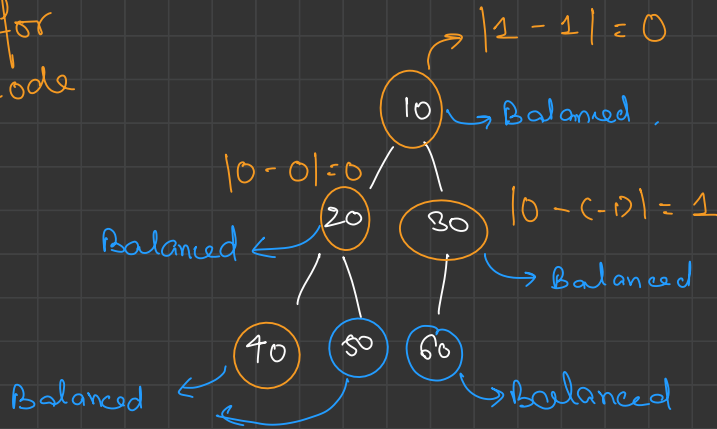 for
ode
|1 - 1| = 0
10
Balanced.
|0 - 0| = 0
20
30
|0 - (-1)| = 1
Balanced
Balanced
40
50
60
Balanced
Balanced